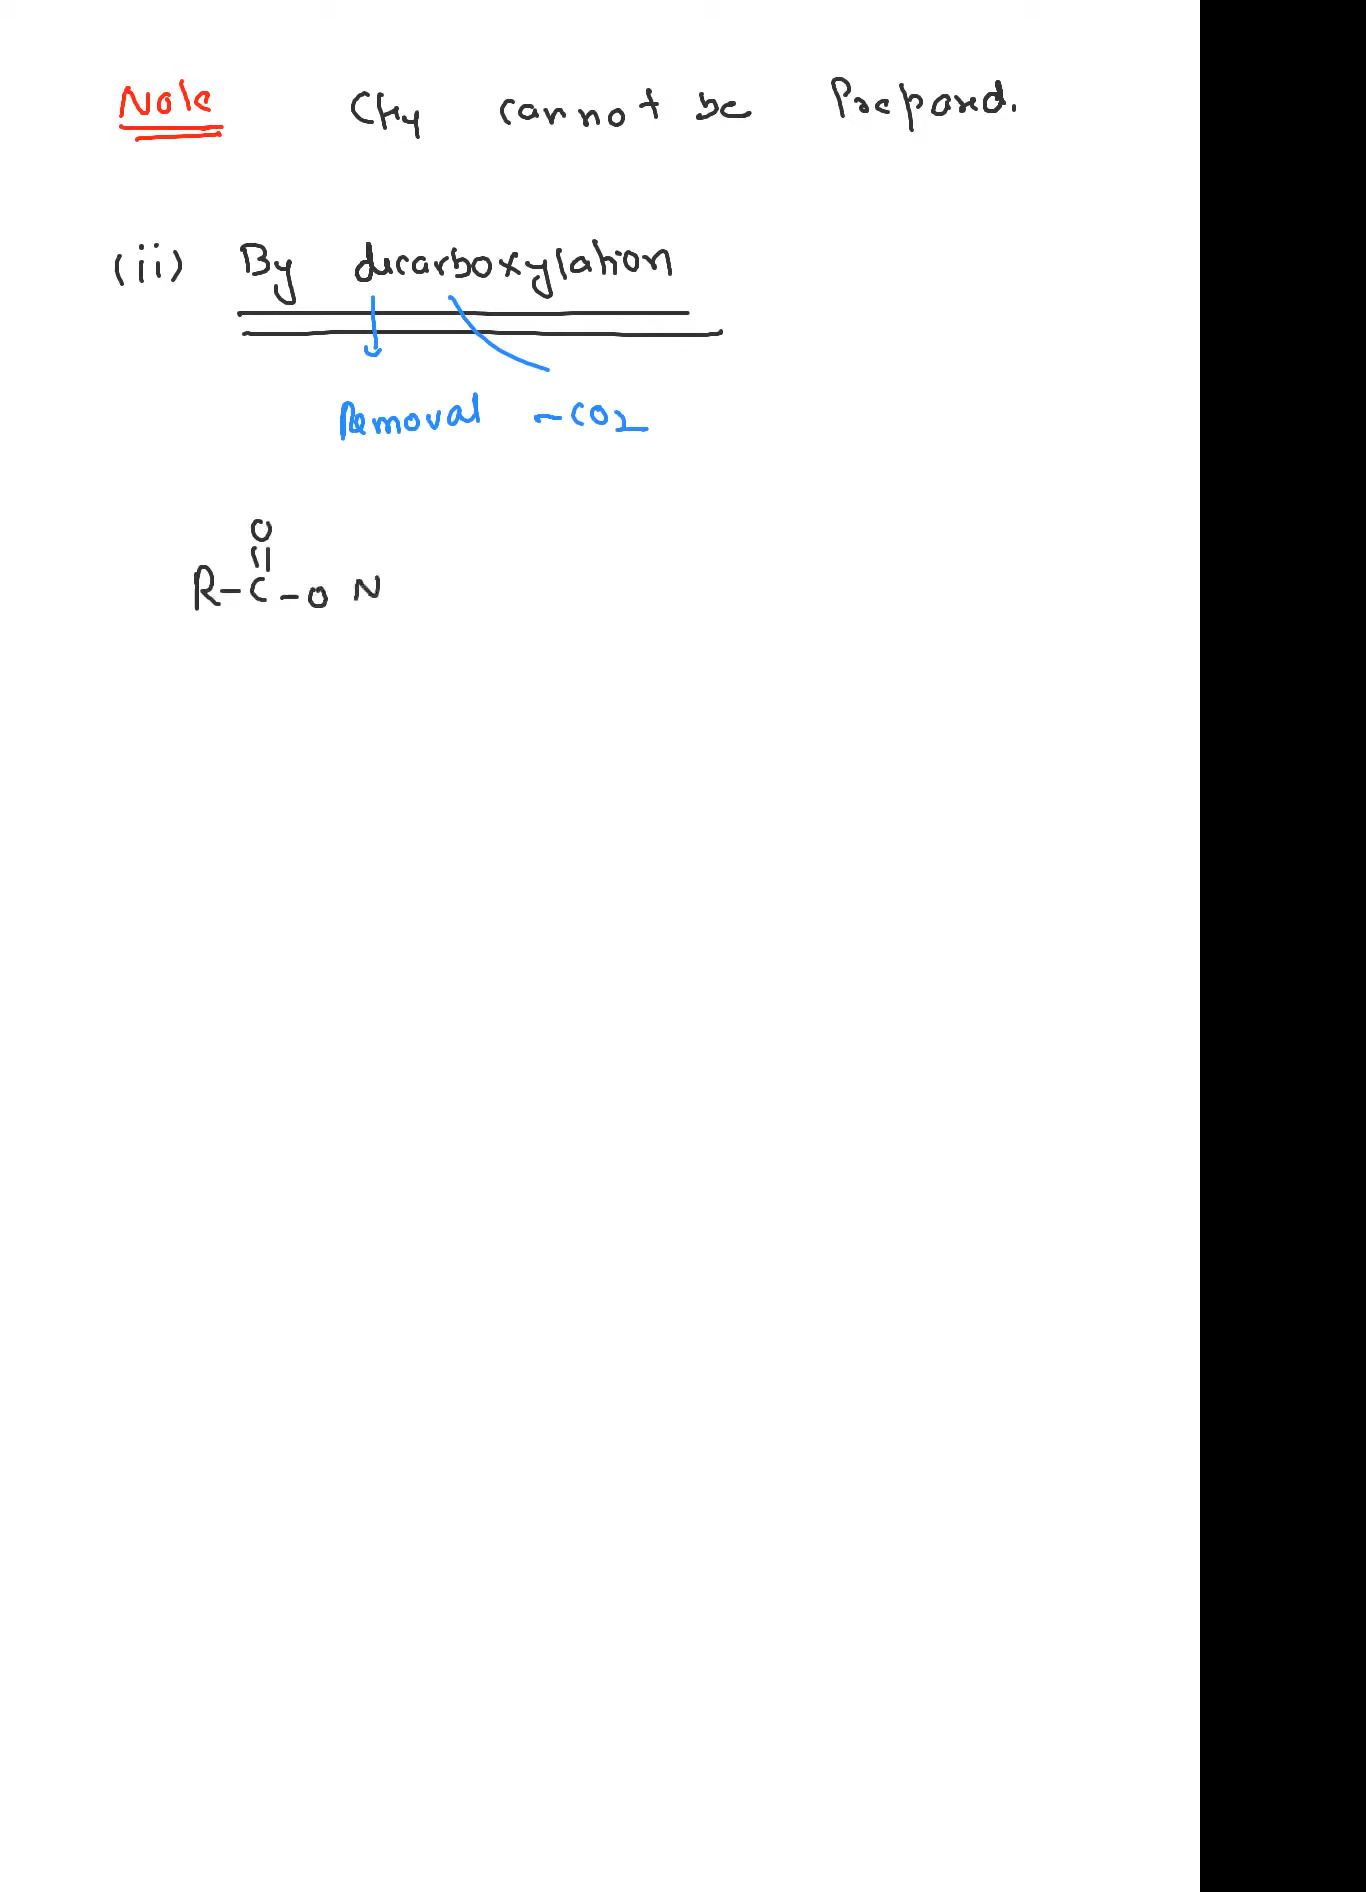 Note CH4 cannot be Prepared.
(ii) By decarboxylation
Removal -CO2
O
||
R-C-O N